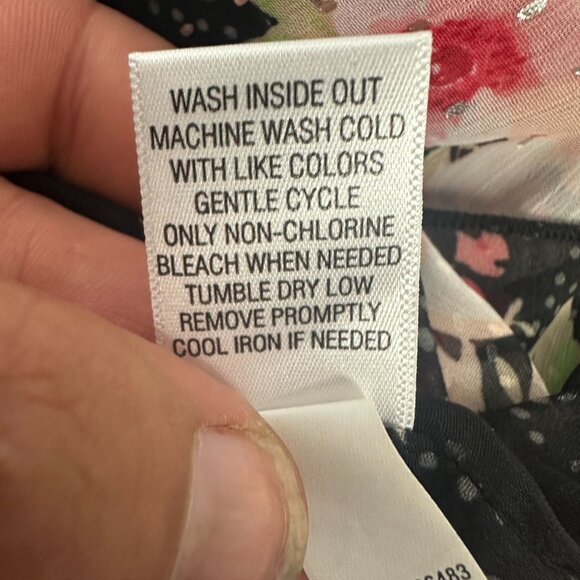 WASH INSIDE OUT
MACHINE WASH COLD
WITH LIKE COLORS
GENTLE CYCLE
ONLY NON-CHLORINE
BLEACH WHEN NEEDED
TUMBLE DRY LOW
REMOVE PROMPTLY
COOL IRON IF NEEDED